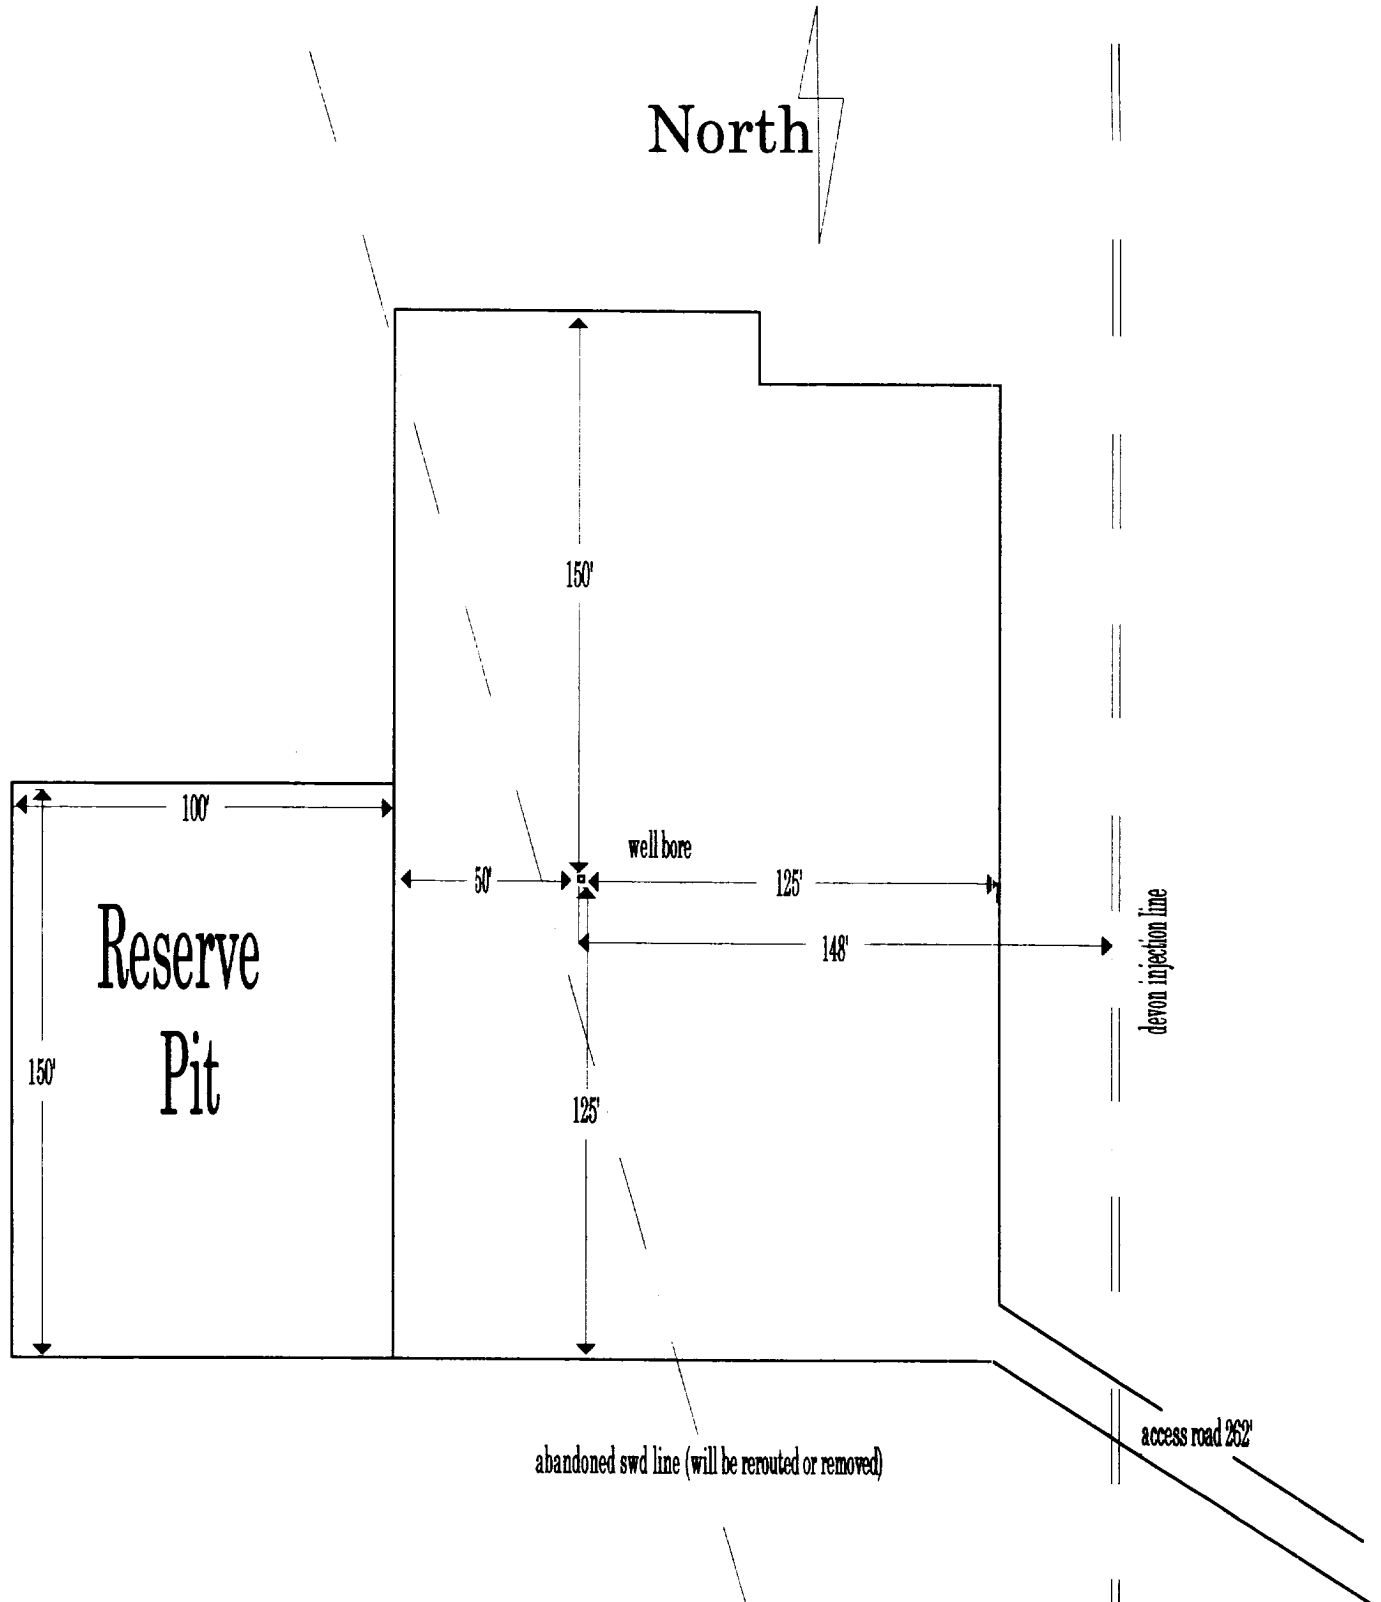 North
150'
100'
well bore
50'
125'
148'
devon injection line
Reserve
Pit
150'
125'
access road 262'
abandoned swd line (will be rerouted or removed)